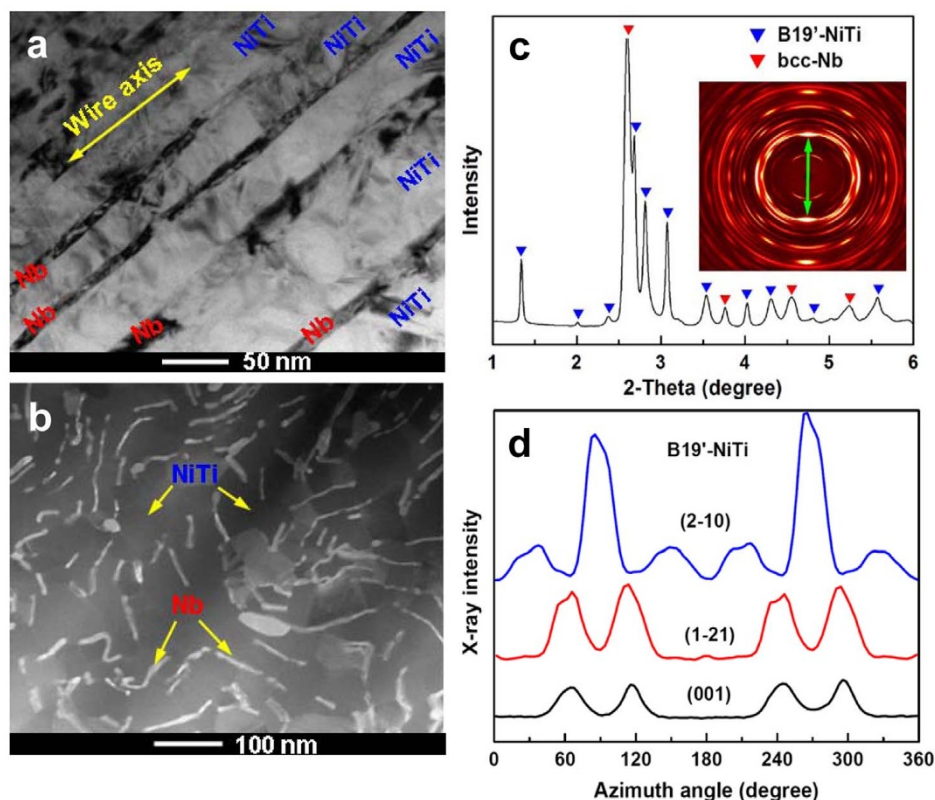 a
Wire axis
NiTi
NiTi
NiTi
NiTi
NiTi
Nb
Nb
Nb
Nb
50 nm
b
NiTi
Nb
100 nm
c
B19’-NiTi
bcc-Nb
Intensity
1 2 3 4 5 6
2-Theta (degree)
d
B19'-NiTi
(2-10)
(1-21)
(001)
X-ray intensity
0 60 120 180 240 300 360
Azimuth angle (degree)